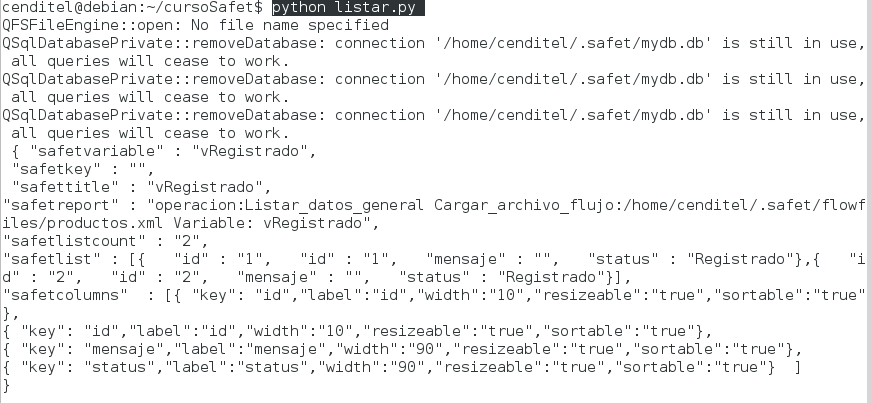 cenditel@debian:~/cursoSafet$ python listar.py
QFSFileEngine::open: No file name specified
QSqlDatabasePrivate::removeDatabase: connection '/home/cenditel/.safet/mydb.db' is still in use,
 all queries will cease to work.
QSqlDatabasePrivate::removeDatabase: connection '/home/cenditel/.safet/mydb.db' is still in use,
 all queries will cease to work.
QSqlDatabasePrivate::removeDatabase: connection '/home/cenditel/.safet/mydb.db' is still in use,
 all queries will cease to work.
 { "safetvariable" : "vRegistrado",
 "safetkey" : "",
 "safettitle" : "vRegistrado",
"safetreport" : "operacion:Listar_datos_general Cargar_archivo_flujo:/home/cenditel/.safet/flowf
iles/productos.xml Variable: vRegistrado",
"safetlistcount" : "2",
"safetlist" : [{   "id" : "1",   "id" : "1",   "mensaje" : "",   "status" : "Registrado"},{   "i
d" : "2",   "id" : "2",   "mensaje" : "",   "status" : "Registrado"}],
"safetcolumns"  : [{ "key": "id","label":"id","width":"10","resizeable":"true","sortable":"true"
},
{ "key": "id","label":"id","width":"10","resizeable":"true","sortable":"true"},
{ "key": "mensaje","label":"mensaje","width":"90","resizeable":"true","sortable":"true"},
{ "key": "status","label":"status","width":"90","resizeable":"true","sortable":"true"}  ]
}